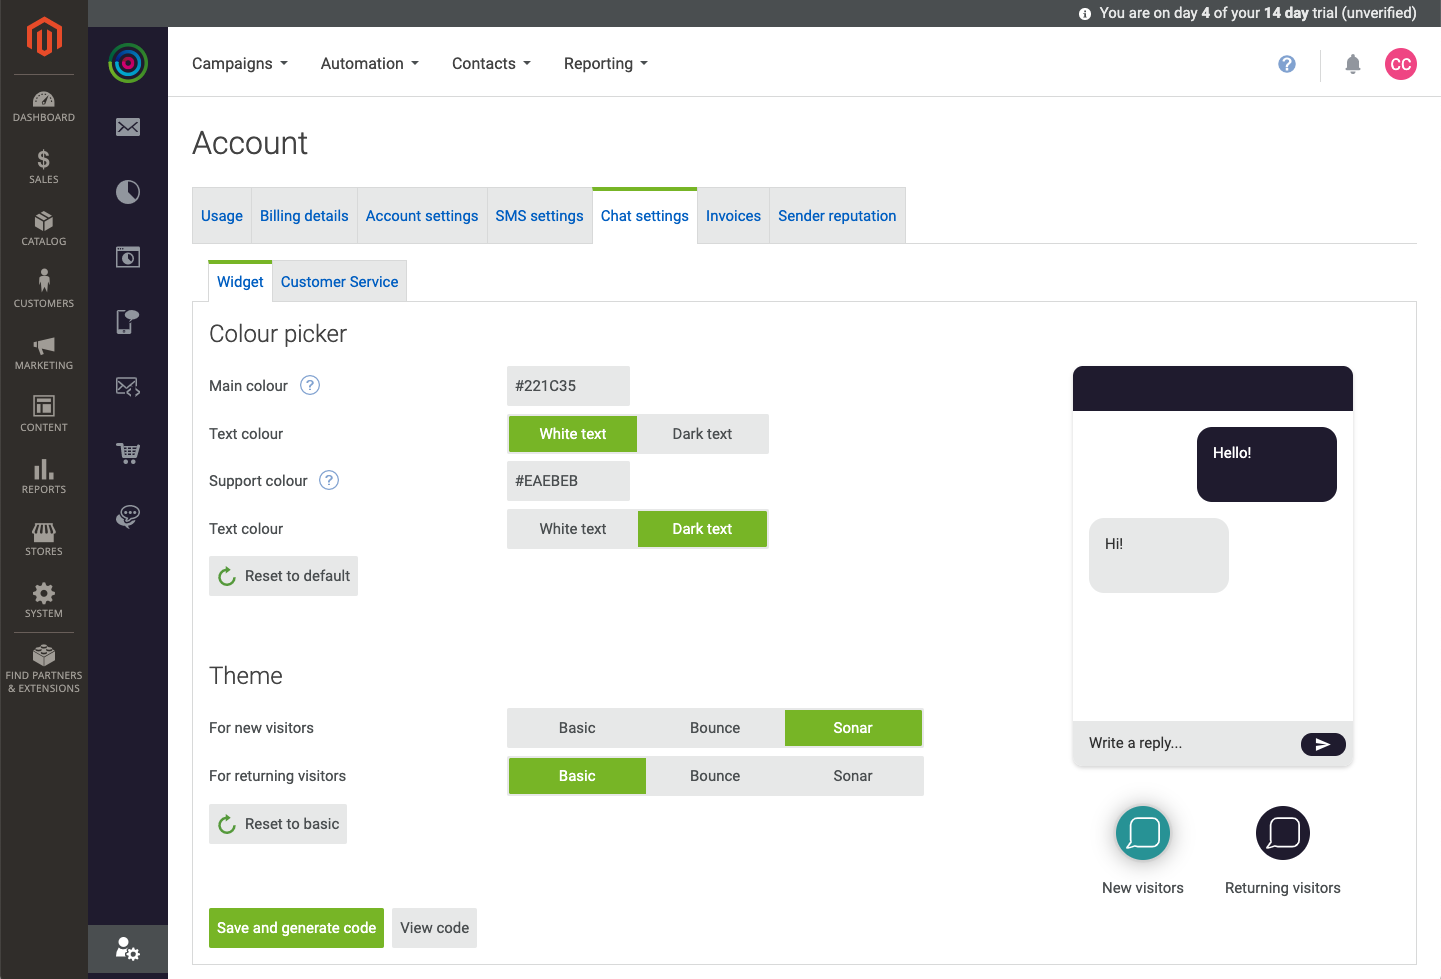 You are on day 4 of your 14 day trial (unverified)
Campaigns Automation Contacts Reporting
? CC
DASHBOARD
$
SALES
CATALOG
CUSTOMERS
MARKETING
CONTENT
REPORTS
STORES
SYSTEM
FIND PARTNERS
& EXTENSIONS
Account
Usage Billing details Account settings SMS settings Chat settings Invoices Sender reputation
Widget Customer Service
Colour picker
Main colour ? #221C35
Text colour White text Dark text
Support colour ? #EAEBEB
Text colour White text Dark text
Reset to default
Theme
For new visitors Basic Bounce Sonar
For returning visitors Basic Bounce Sonar
Reset to basic
Save and generate code View code
Hello!
Hi!
Write a reply...
New visitors Returning visitors